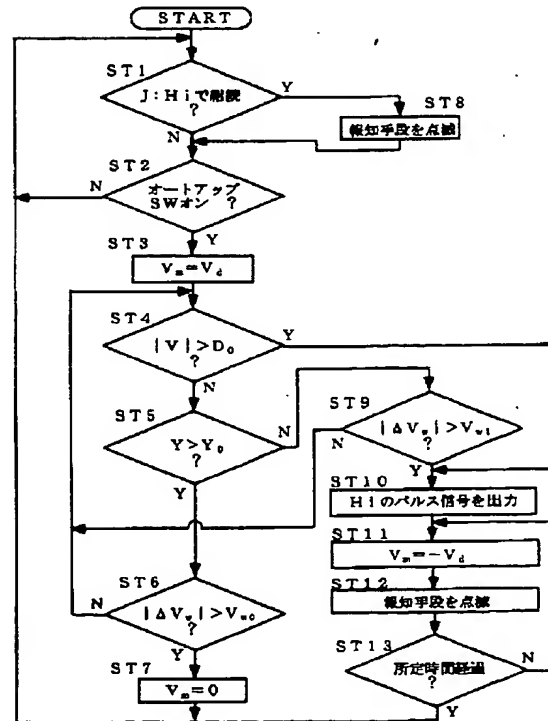 START
ST1
J:Hiで継続
?
Y
N
ST8
報知手段を点滅
ST2
N
オートアップ
SWオン ?
Y
ST3
Vm=Vd
ST4
|V|>D0
?
Y
N
ST5
Y>Y0
?
N
Y
ST9
|ΔVw|>Vw1
?
N
Y
ST10
Hiのパルス信号を出力
ST11
Vm=-Vd
ST12
報知手段を点滅
ST6
N
|ΔVw|>Vw0
?
Y
ST13
所定時間経過
?
N
Y
ST7
Vm=0